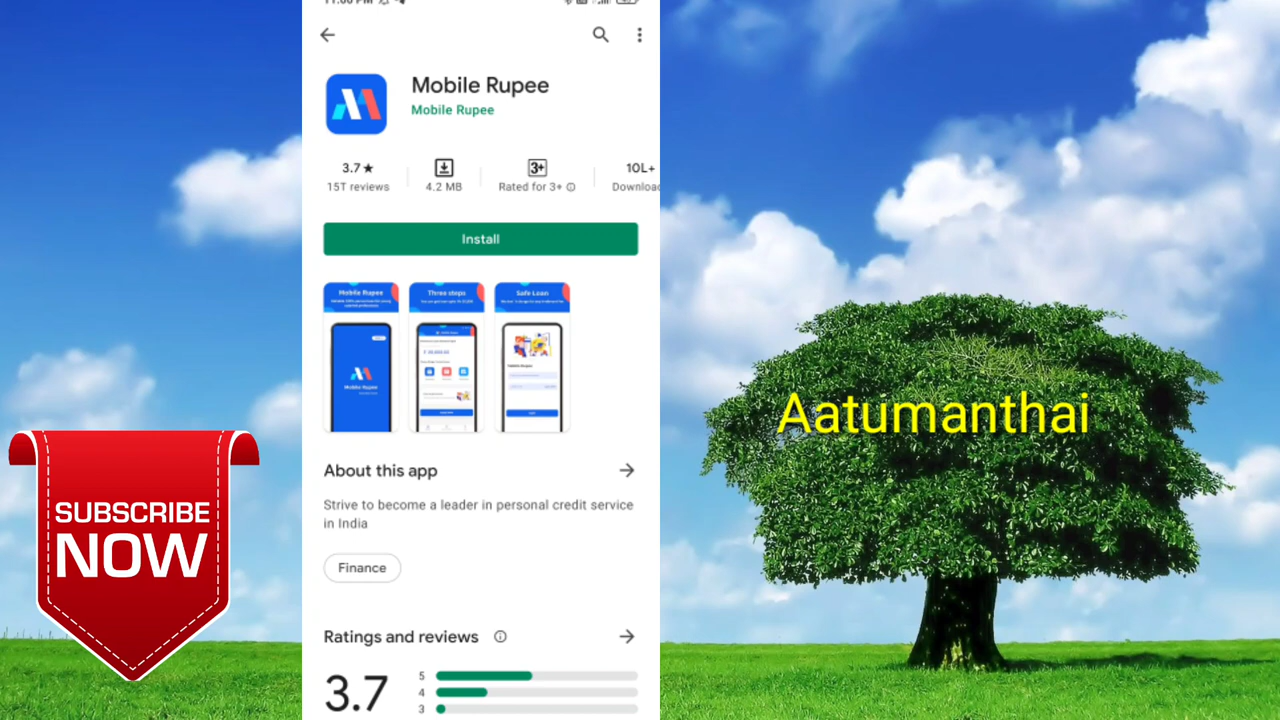 SUBSCRIBE
NOW
Mobile Rupee
Mobile Rupee
3.7★
15T reviews
4.2 MB
3+
Rated for 3+
10L+
Install
Mobile Rupee
Three steps
Safe Loan
Mobile Rupee
About this app
Strive to become a leader in personal credit service
in India
Finance
Ratings and reviews
3.7
5
4
3
Aatumanthai